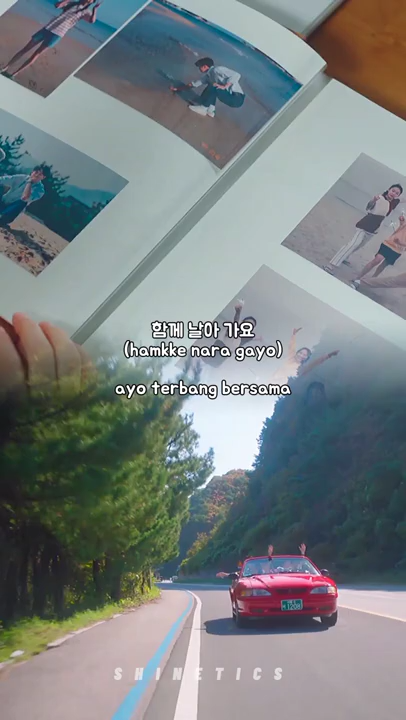 함께 날아 가요
(hamkke nara gayo)
ayo terbang bersama
SHINETICS